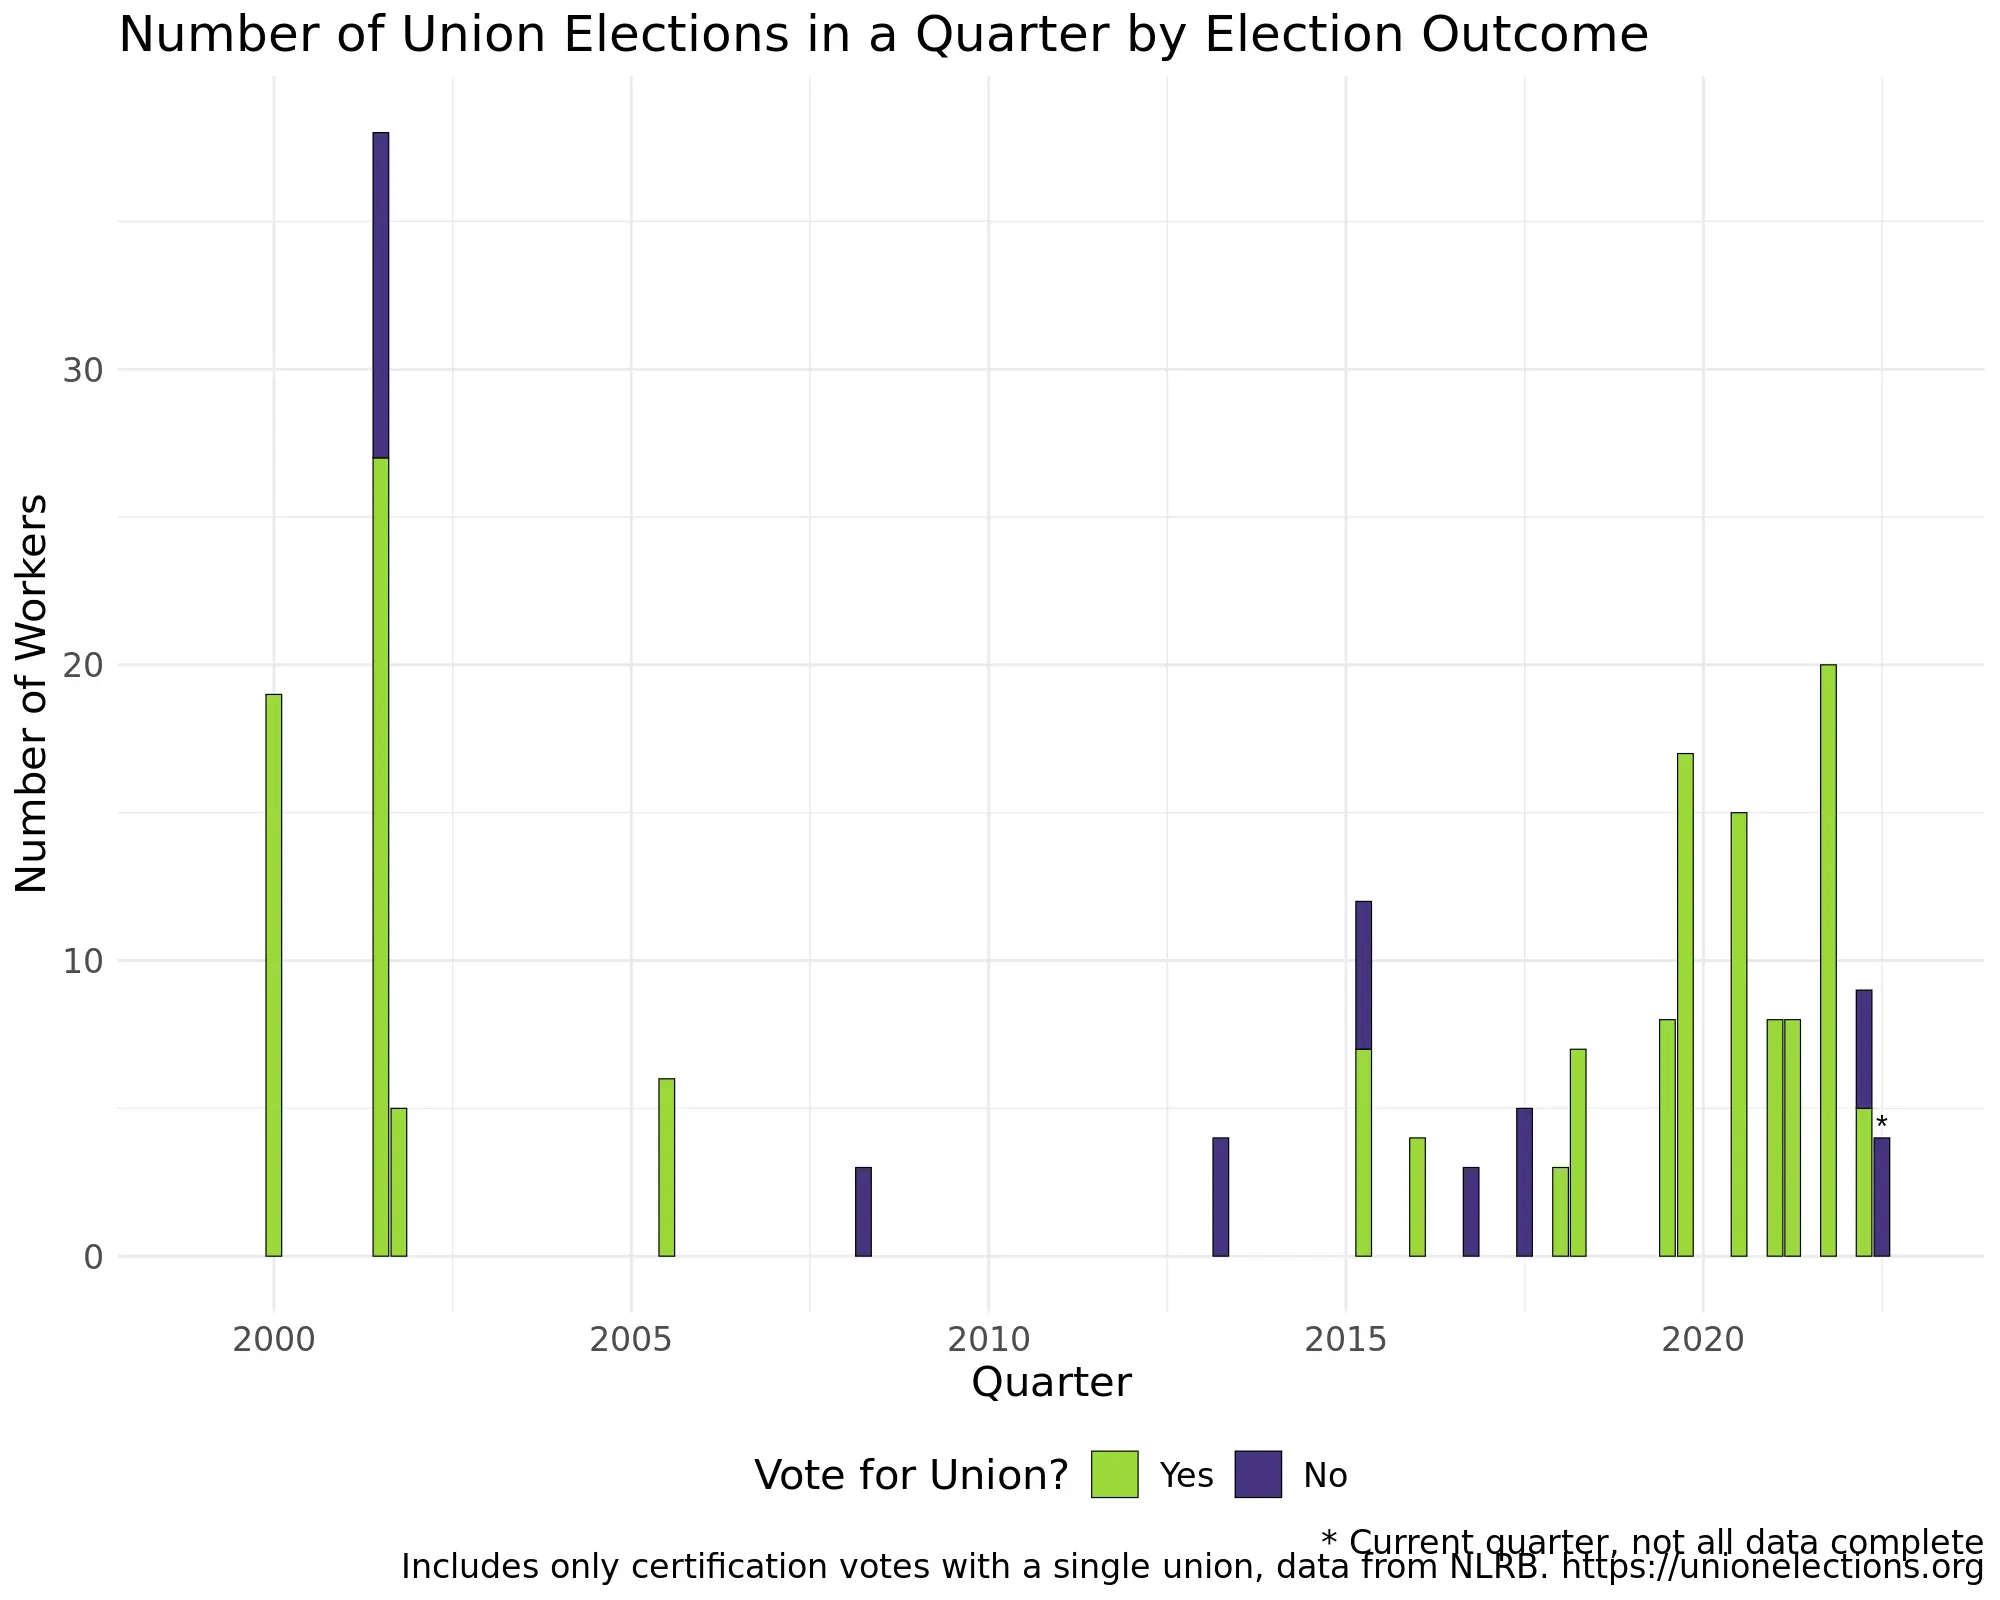 Number of Union Elections in a Quarter by Election Outcome
Number of Workers
30
20
10
0
*
2000 2005 2010 2015 2020
Quarter
Vote for Union? Yes No
* Current quarter, not all data complete
Includes only certification votes with a single union, data from NLRB. https://unionelections.org